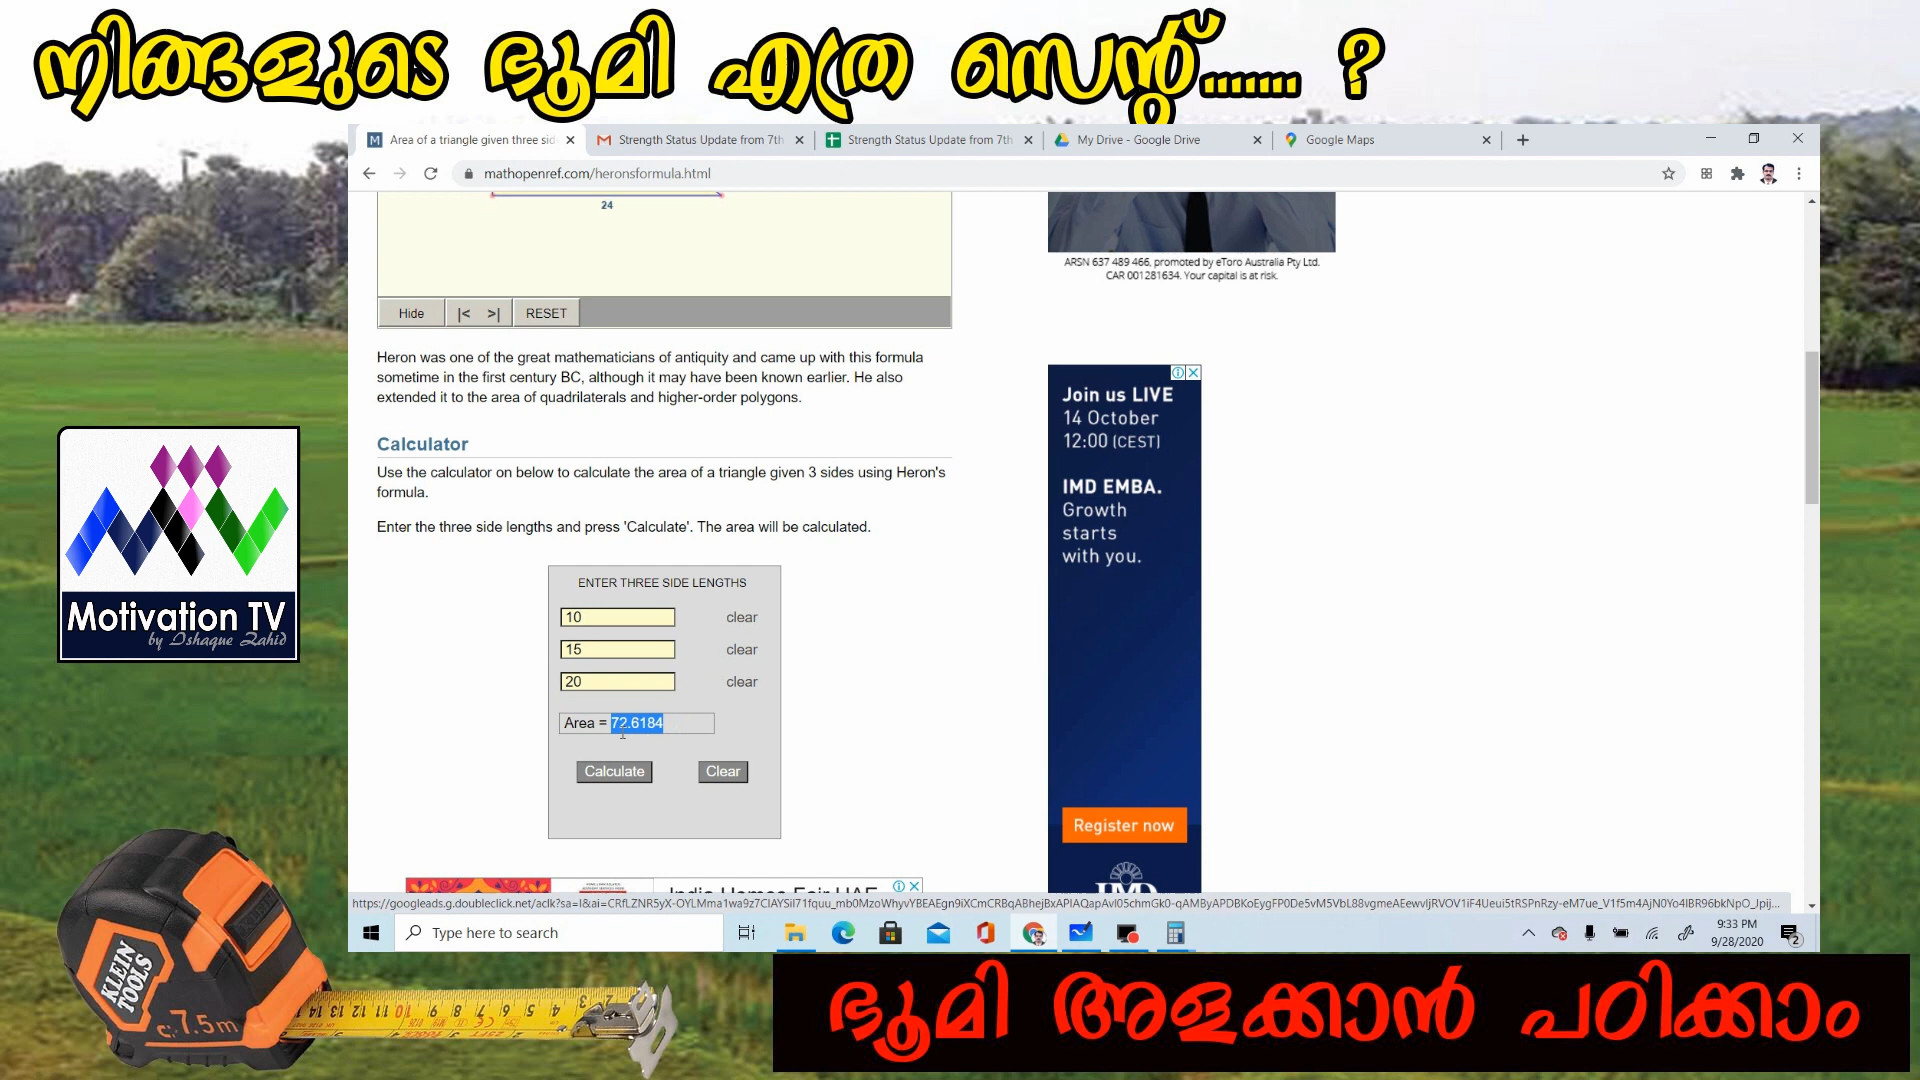 നിങ്ങളുടെ ഭൂമി എത്ര സെന്റ്....... ?
Area of a triangle given three sid
Strength Status Update from 7th
Strength Status Update from 7th
My Drive - Google Drive
Google Maps
mathopenref.com/heronsformula.html
24
ARSN 637 489 466, promoted by eToro Australia Pty Ltd.
CAR 001281634. Your capital is at risk.
Hide |< >| RESET
Heron was one of the great mathematicians of antiquity and came up with this formula
sometime in the first century BC, although it may have been known earlier. He also
extended it to the area of quadrilaterals and higher-order polygons.
Calculator
Use the calculator on below to calculate the area of a triangle given 3 sides using Heron's
formula.
Enter the three side lengths and press 'Calculate'. The area will be calculated.
ENTER THREE SIDE LENGTHS
10 clear
15 clear
20 clear
Area = 72.6184
Calculate Clear
Join us LIVE
14 October
12:00 (CEST)
IMD EMBA.
Growth
starts
with you.
Register now
IMD
India Homes Fair UAE
Motivation TV
by Ishaque Zahid
Type here to search
9:33 PM
9/28/2020
2
KLEIN
TOOLS
7.5m
ഭൂമി അളക്കാൻ പഠിക്കാം